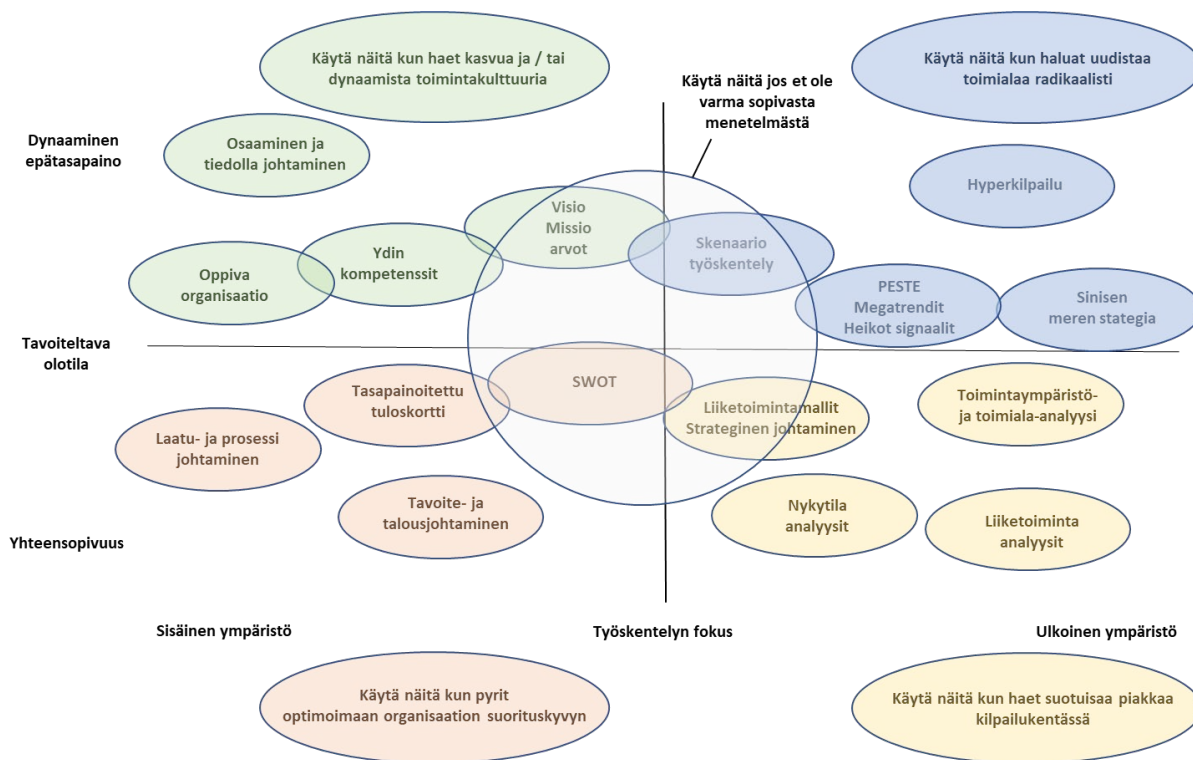 Käytä näitä kun haet kasvua ja / tai
dynaamista toimintakulttuuria
Käytä näitä jos et ole
varma sopivasta
menetelmästä
Käytä näitä kun haluat uudistaa
toimialaa radikaalisti
Dynaaminen
epätasapaino
Osaaminen ja
tiedolla johtaminen
Hyperkilpailu
Visio
Missio
arvot
Skenaario
työskentely
Ydin
kompetenssit
Oppiva
organisaatio
PESTE
Megatrendit
Heikot signaalit
Sinisen
meren stategia
Tavoiteltava
olotila
Tasapainoitettu
tuloskortti
SWOT
Liiketoimintamallit
Strateginen johtaminen
Toimintaympäristö-
ja toimiala-analyysi
Laatu- ja prosessi
johtaminen
Tavoite- ja
talousjohtaminen
Nykytila
analyysit
Liiketoiminta
analyysit
Yhteensopivuus
Sisäinen ympäristö
Työskentelyn fokus
Ulkoinen ympäristö
Käytä näitä kun pyrit
optimoimaan organisaation suorituskyvyn
Käytä näitä kun haet suotuisaa piakkaa
kilpailukentässä